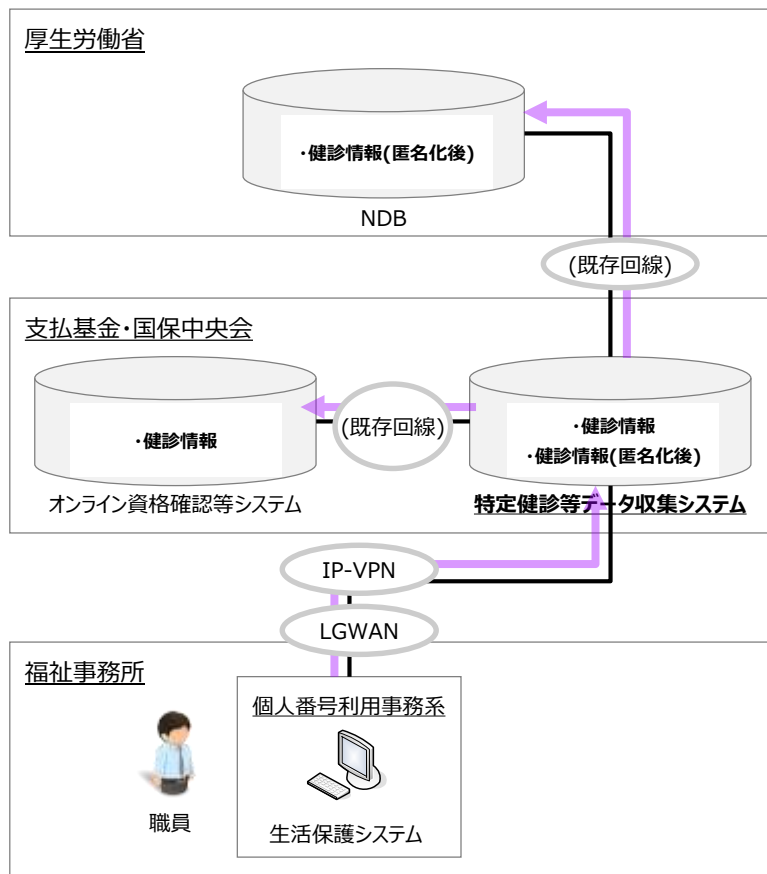 厚生労働省
・健診情報(匿名化後)
NDB
(既存回線)
支払基金・国保中央会
・健診情報
(既存回線)
・健診情報
・健診情報(匿名化後)
オンライン資格確認等システム
特定健診等データ収集システム
IP-VPN
LGWAN
福祉事務所
個人番号利用事務系
職員
生活保護システム